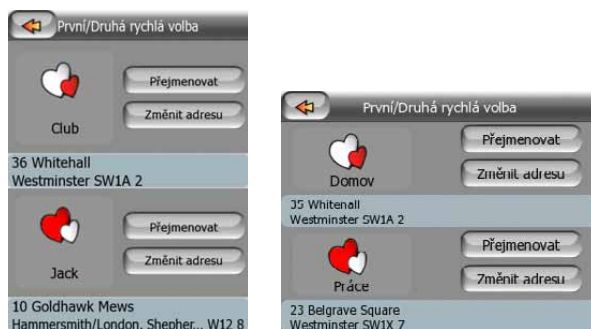 První/Druhá rychlá volba
Přejmenovat
Změnit adresu
Club
36 Whitehall
Westminster SW1A 2
Přejmenovat
Změnit adresu
Jack
10 Goldhawk Mews
Hammersmith/London, Shepher... W12 8
První/Druhá rychlá volba
Přejmenovat
Změnit adresu
Domov
35 Whitehall
Westminster SW1A 2
Přejmenovat
Změnit adresu
Práce
23 Belgrave Square
Westminster SW1X 7